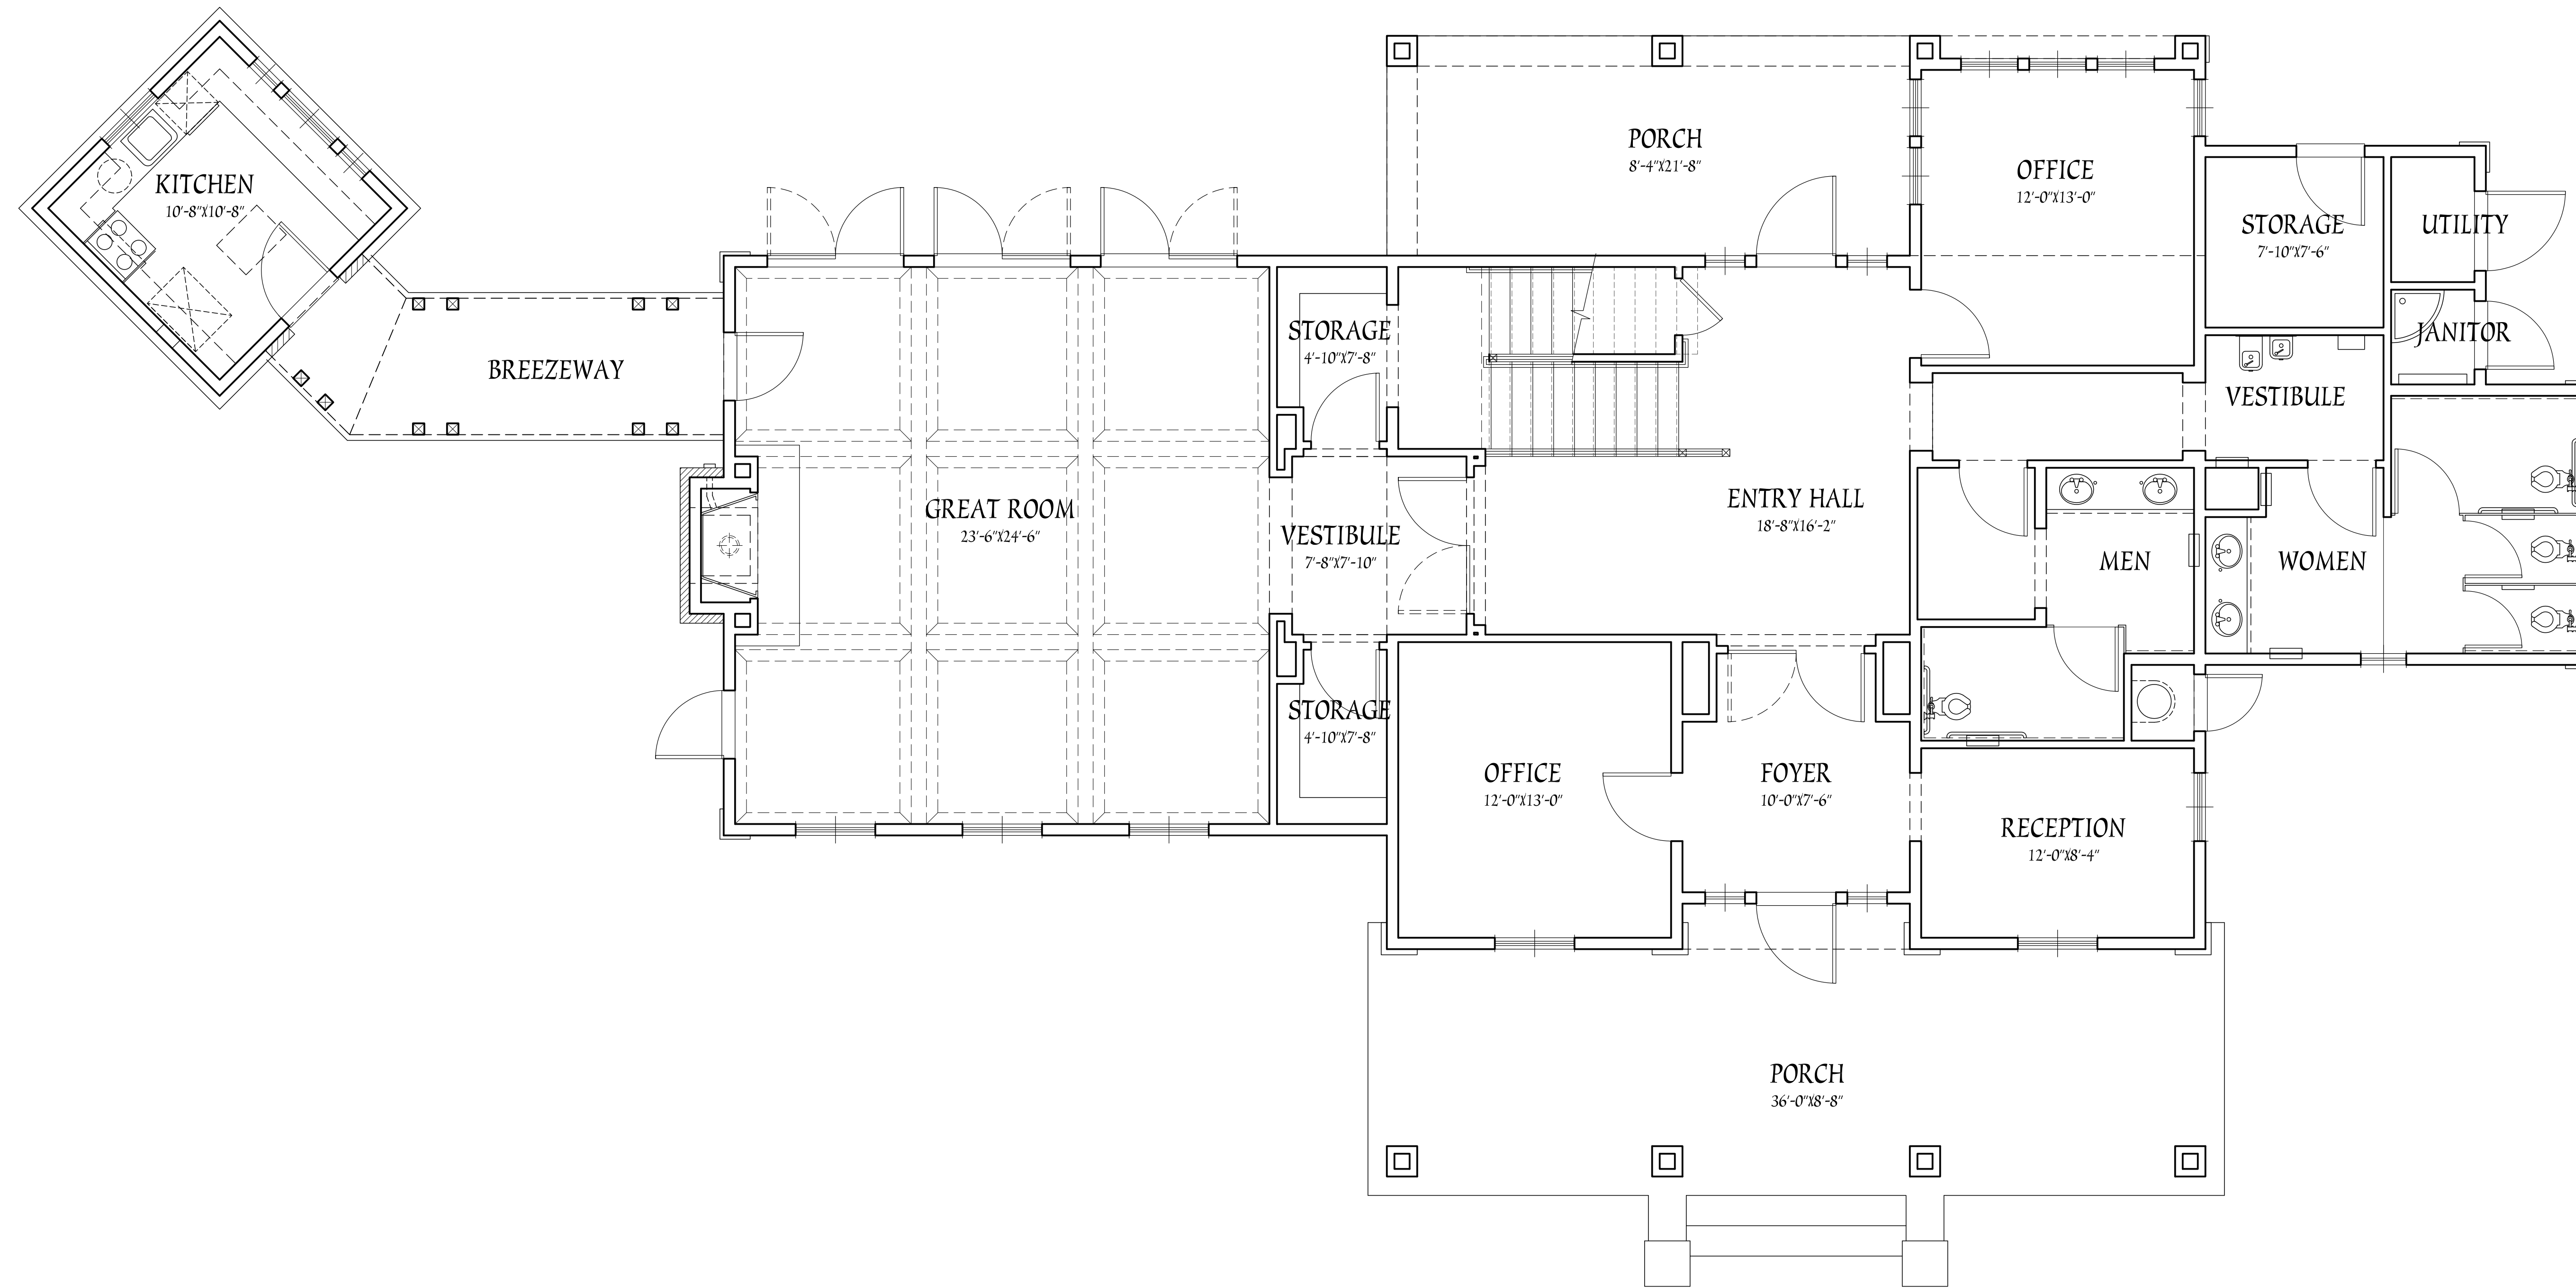 KITCHEN
10'-8"X10'-8"
BREEZEWAY
GREAT ROOM
23'-6"X24'-6"
STORAGE
4'-10"X7'-8"
VESTIBULE
7'-8"X7'-10"
STORAGE
4'-10"X7'-8"
PORCH
8'-4"X21'-8"
OFFICE
12'-0"X13'-0"
STORAGE
7'-10"X7'-6"
UTILITY
JANITOR
VESTIBULE
ENTRY HALL
18'-8"X16'-2"
MEN
WOMEN
OFFICE
12'-0"X13'-0"
FOYER
10'-0"X7'-6"
RECEPTION
12'-0"X8'-4"
PORCH
36'-0"X8'-8"